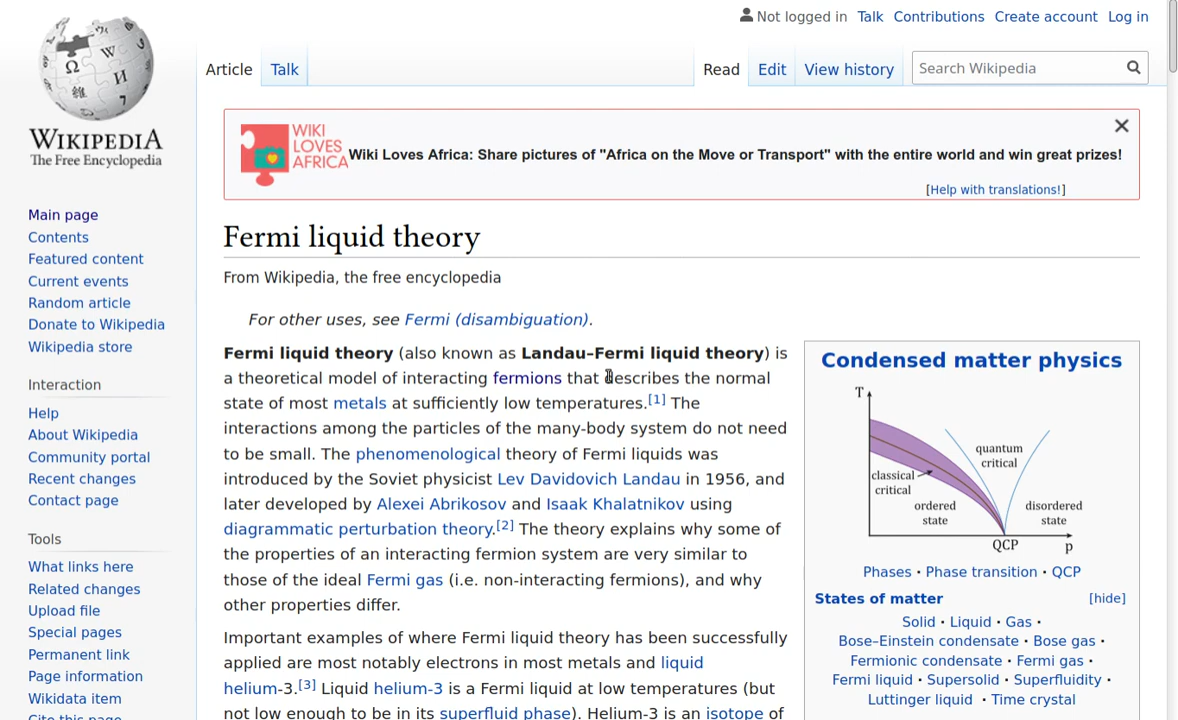 Not logged in Talk Contributions Create account Log in
Article Talk Read Edit View history Search Wikipedia
WIKIPEDIA
The Free Encyclopedia
Main page
Contents
Featured content
Current events
Random article
Donate to Wikipedia
Wikipedia store
Interaction
Help
About Wikipedia
Community portal
Recent changes
Contact page
Tools
What links here
Related changes
Upload file
Special pages
Permanent link
Page information
Wikidata item
Cite this page
WIKI
LOVES
AFRICA
Wiki Loves Africa: Share pictures of "Africa on the Move or Transport" with the entire world and win great prizes!
[Help with translations!]
Fermi liquid theory
From Wikipedia, the free encyclopedia
For other uses, see Fermi (disambiguation).
Fermi liquid theory (also known as Landau–Fermi liquid theory) is
a theoretical model of interacting fermions that describes the normal
state of most metals at sufficiently low temperatures.[1] The
interactions among the particles of the many-body system do not need
to be small. The phenomenological theory of Fermi liquids was
introduced by the Soviet physicist Lev Davidovich Landau in 1956, and
later developed by Alexei Abrikosov and Isaak Khalatnikov using
diagrammatic perturbation theory.[2] The theory explains why some of
the properties of an interacting fermion system are very similar to
those of the ideal Fermi gas (i.e. non-interacting fermions), and why
other properties differ.
Important examples of where Fermi liquid theory has been successfully
applied are most notably electrons in most metals and liquid
helium-3.[3] Liquid helium-3 is a Fermi liquid at low temperatures (but
not low enough to be in its superfluid phase). Helium-3 is an isotope of
Condensed matter physics
T
quantum
critical
classical
critical
ordered
state
disordered
state
QCP
p
Phases · Phase transition · QCP
States of matter [hide]
Solid · Liquid · Gas ·
Bose–Einstein condensate · Bose gas ·
Fermionic condensate · Fermi gas ·
Fermi liquid · Supersolid · Superfluidity ·
Luttinger liquid · Time crystal